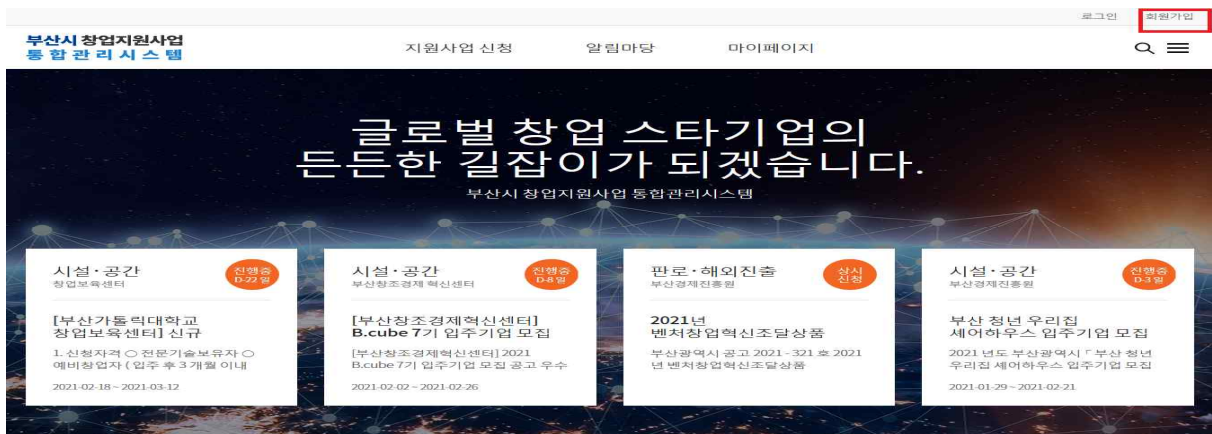 로그인 회원가입
부산시 창업지원사업
통합관리시스템
지원사업 신청 알림마당 마이페이지
글로벌 창업 스타기업의
든든한 길잡이가 되겠습니다.
부산시 창업지원사업 통합관리시스템
시설·공간
창업보육센터
진행중
D-22일
[부산가톨릭대학교
창업보육센터] 신규
1. 신청자격 ○ 전문기술보유자 ○
예비창업자 ( 입주 후 3개월 이내
2021-02-18 ~ 2021-03-12
시설·공간
부산창조경제 혁신센터
진행중
D-8일
[부산창조경제혁신센터]
B.cube 7기 입주기업 모집
[부산창조경제혁신센터] 2021
B.cube 7기 입주기업 모집 공고 우수
2021-02-02 ~ 2021-02-26
판로·해외진출
부산경제진흥원
상시
신청
2021년
벤처창업혁신조달상품
부산광역시 공고 2021 - 321 호 2021
년 벤처창업혁신조달상품
시설·공간
부산경제진흥원
진행중
D-3일
부산 청년 우리집
셰어하우스 입주기업 모집
2021 년도 부산광역시 「 부산 청년
우리집 셰어하우스 입주기업 모집
2021-01-29 ~ 2021-02-21